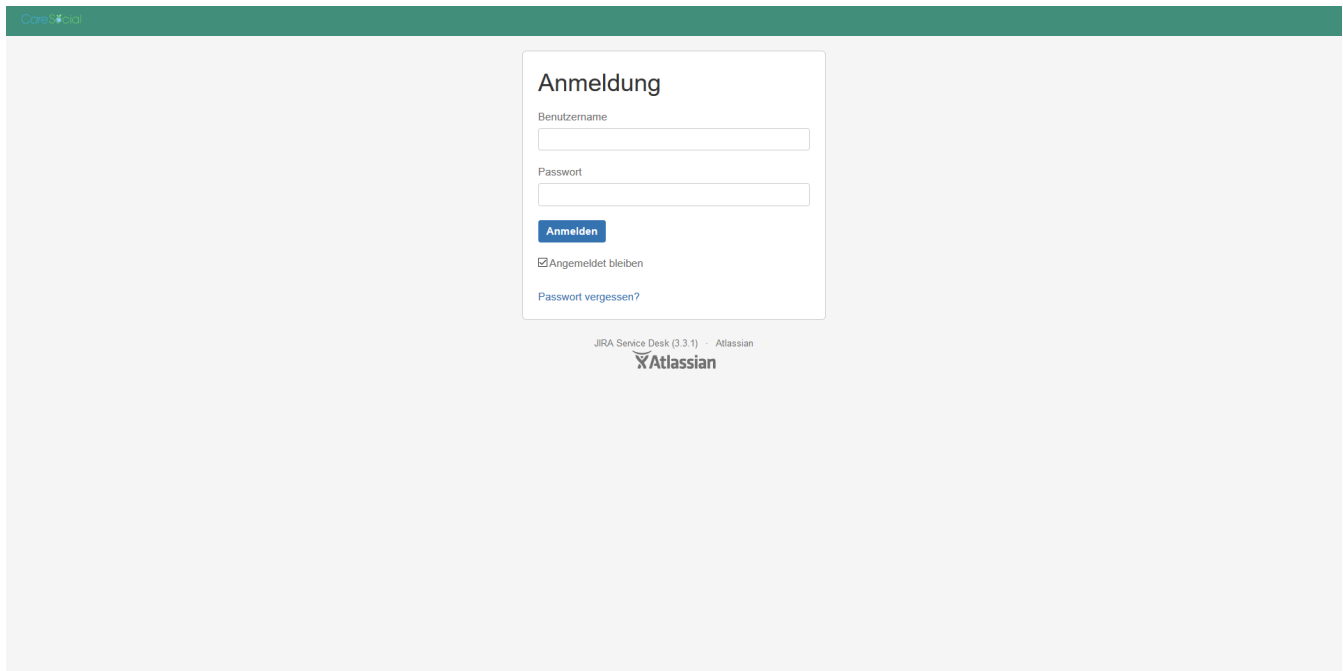 CareSocial
Anmeldung
Benutzername
Passwort
Anmelden
Angemeldet bleiben
Passwort vergessen?
JIRA Service Desk (3.3.1) · Atlassian
Atlassian